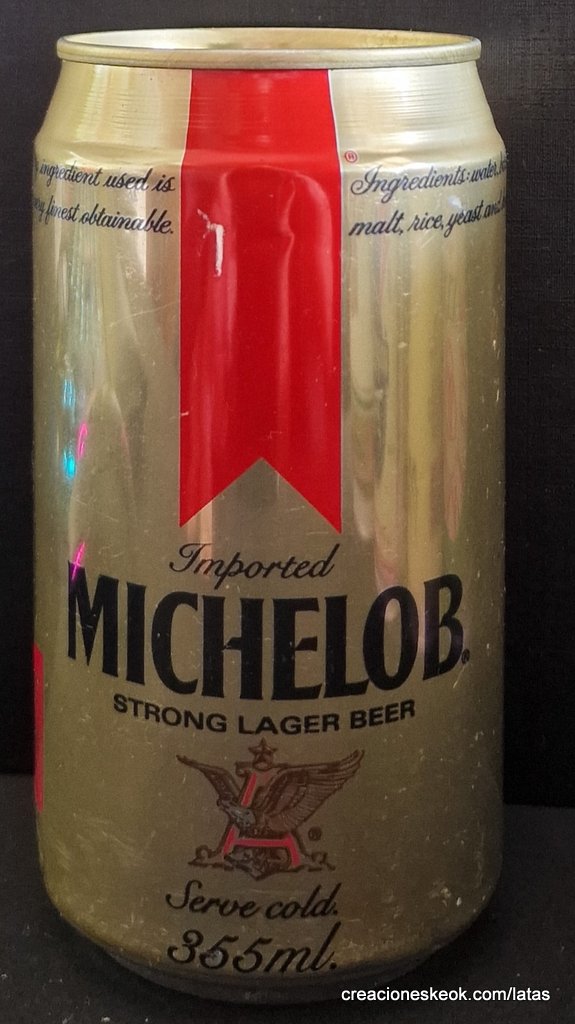 ingredient used is
finest obtainable.
®
Ingredients: water,
malt, rice, yeast and
Imported
MICHELOB®
STRONG LAGER BEER
A
®
Serve cold.
355ml.
creacioneskeok.com/latas